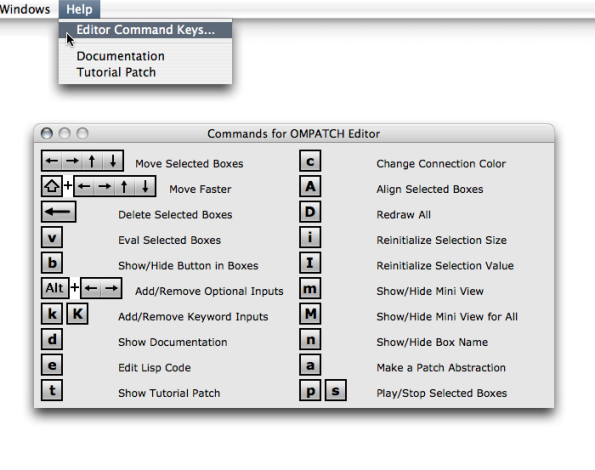 Windows Help
Editor Command Keys...
Documentation
Tutorial Patch
Commands for OMPATCH Editor
← → ↑ ↓ Move Selected Boxes
⇧ + ← → ↑ ↓ Move Faster
← Delete Selected Boxes
v Eval Selected Boxes
b Show/Hide Button in Boxes
Alt + ← → Add/Remove Optional Inputs
k K Add/Remove Keyword Inputs
d Show Documentation
e Edit Lisp Code
t Show Tutorial Patch
c Change Connection Color
A Align Selected Boxes
D Redraw All
i Reinitialize Selection Size
I Reinitialize Selection Value
m Show/Hide Mini View
M Show/Hide Mini View for All
n Show/Hide Box Name
a Make a Patch Abstraction
p s Play/Stop Selected Boxes